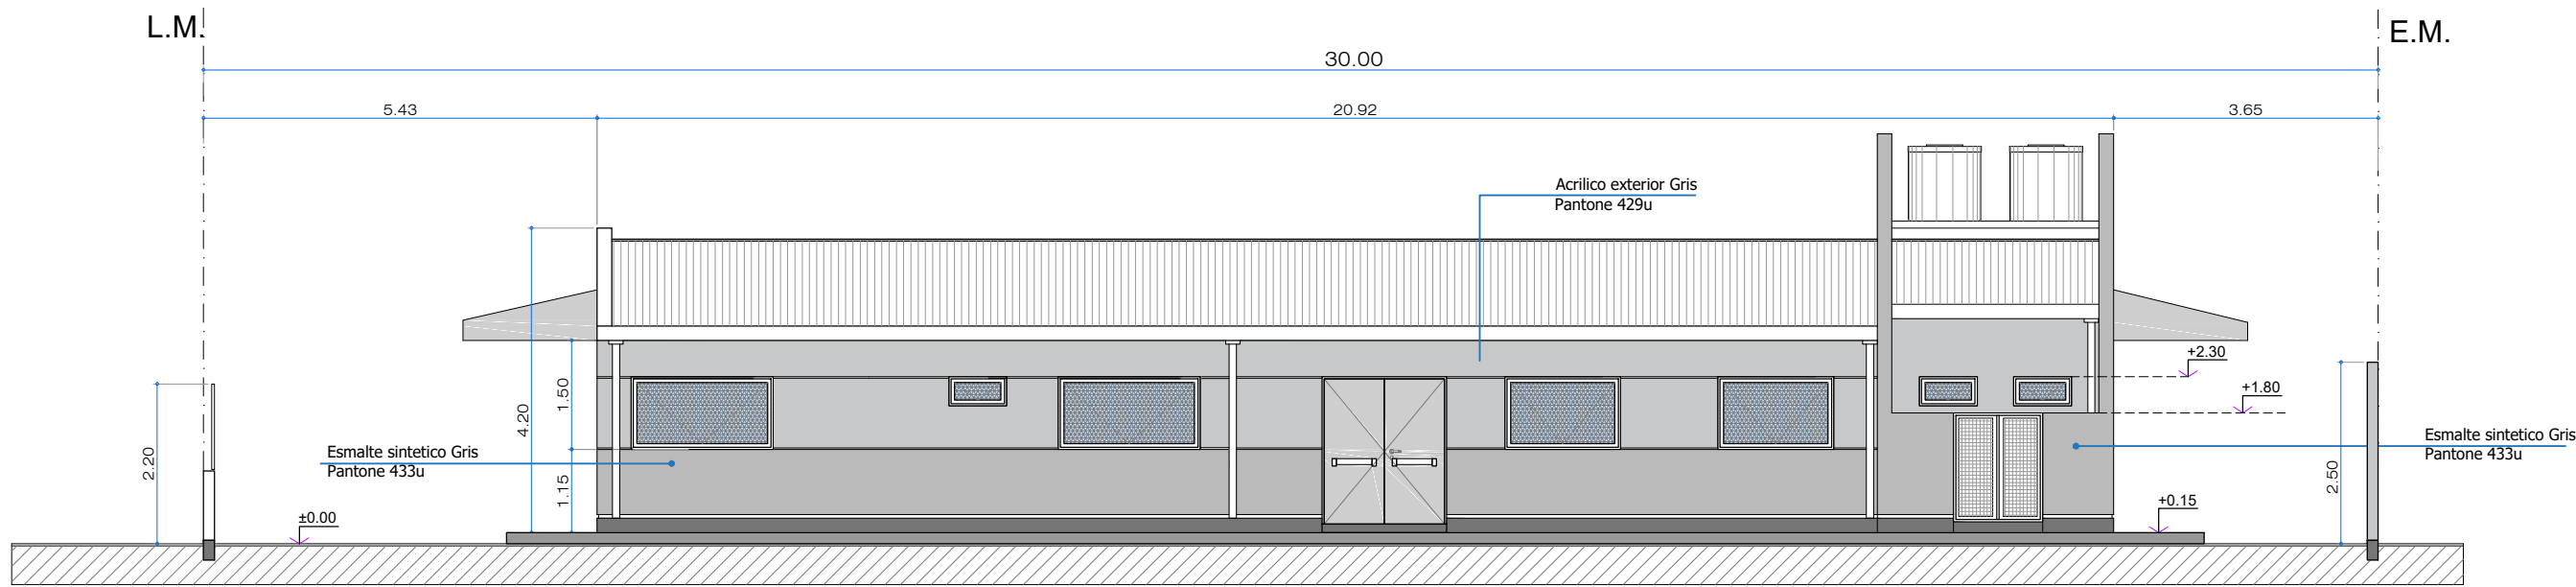 L.M.
E.M.
30.00
5.43
20.92
3.65
Acrilico exterior Gris
Pantone 429u
+2.30
+1.80
1.50
4.20
Esmalte sintetico Gris
Pantone 433u
Esmalte sintetico Gris
Pantone 433u
2.20
1.15
2.50
+0.15
±0.00